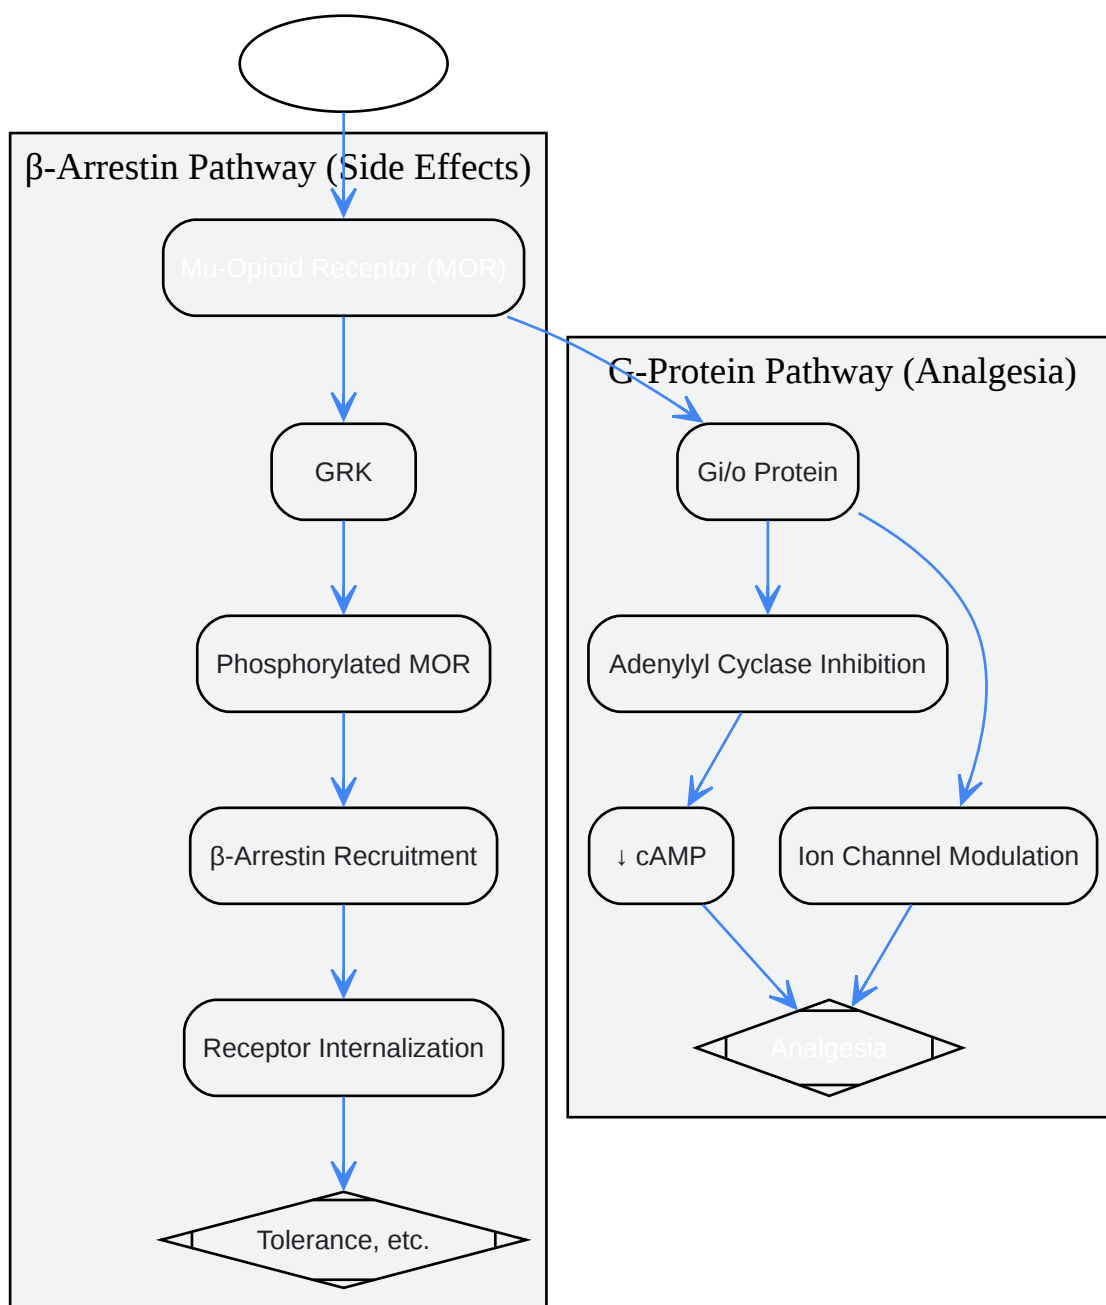 β-Arrestin Pathway (Side Effects)
Mu-Opioid Receptor (MOR)
G-Protein Pathway (Analgesia)
GRK
Gi/o Protein
Phosphorylated MOR
Adenylyl Cyclase Inhibition
β-Arrestin Recruitment
↓ cAMP
Ion Channel Modulation
Receptor Internalization
Analgesia
Tolerance, etc.